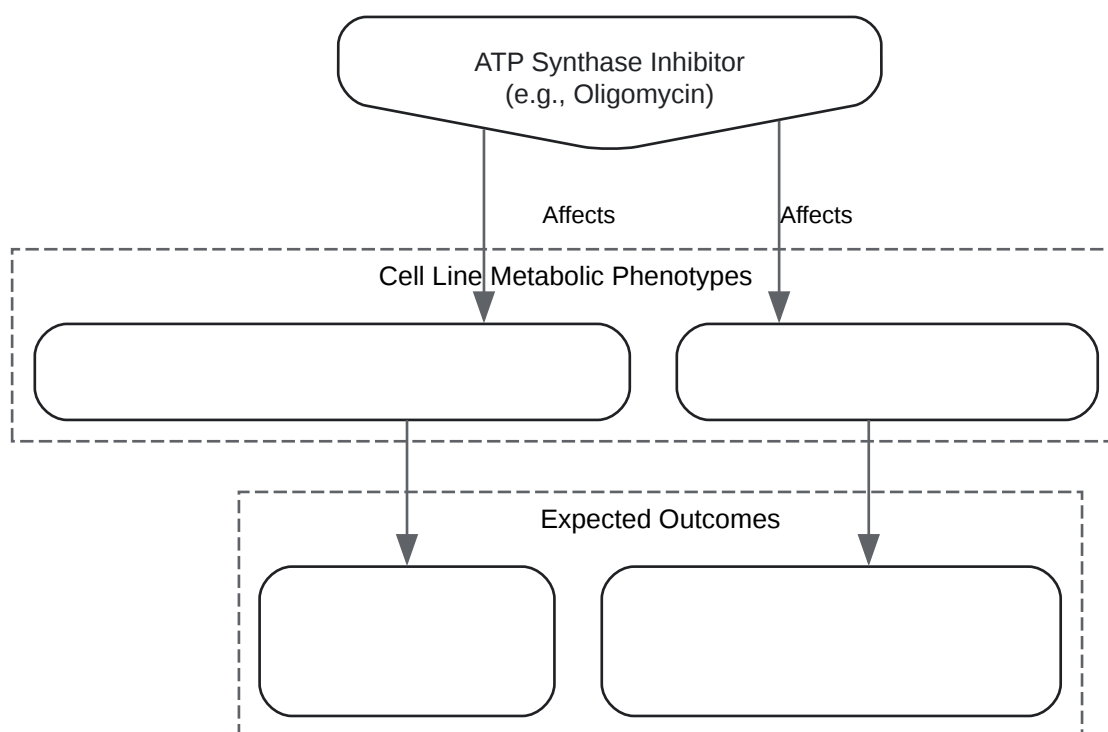 ATP Synthase Inhibitor
(e.g., Oligomycin)
Affects
Affects
Cell Line Metabolic Phenotypes
Expected Outcomes